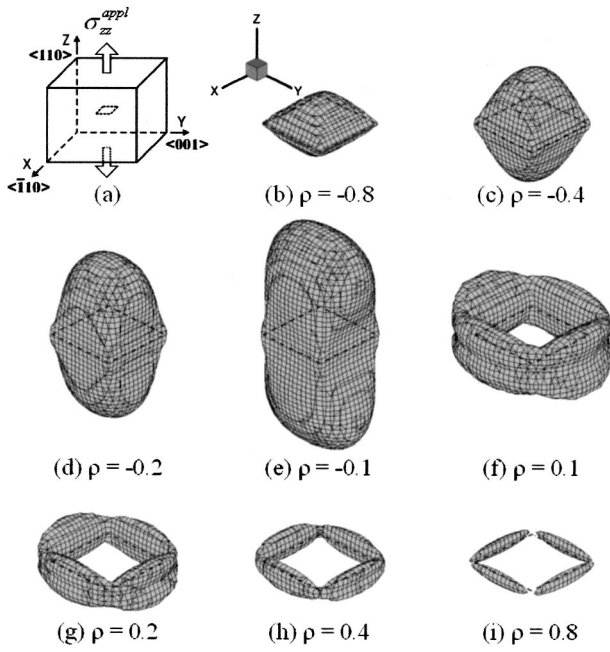 σ_zz^appl
Z
<110>
Y
<001>
X
<1̄10>
(a)
Z
X
Y
(b) ρ = -0.8
(c) ρ = -0.4
(d) ρ = -0.2
(e) ρ = -0.1
(f) ρ = 0.1
(g) ρ = 0.2
(h) ρ = 0.4
(i) ρ = 0.8